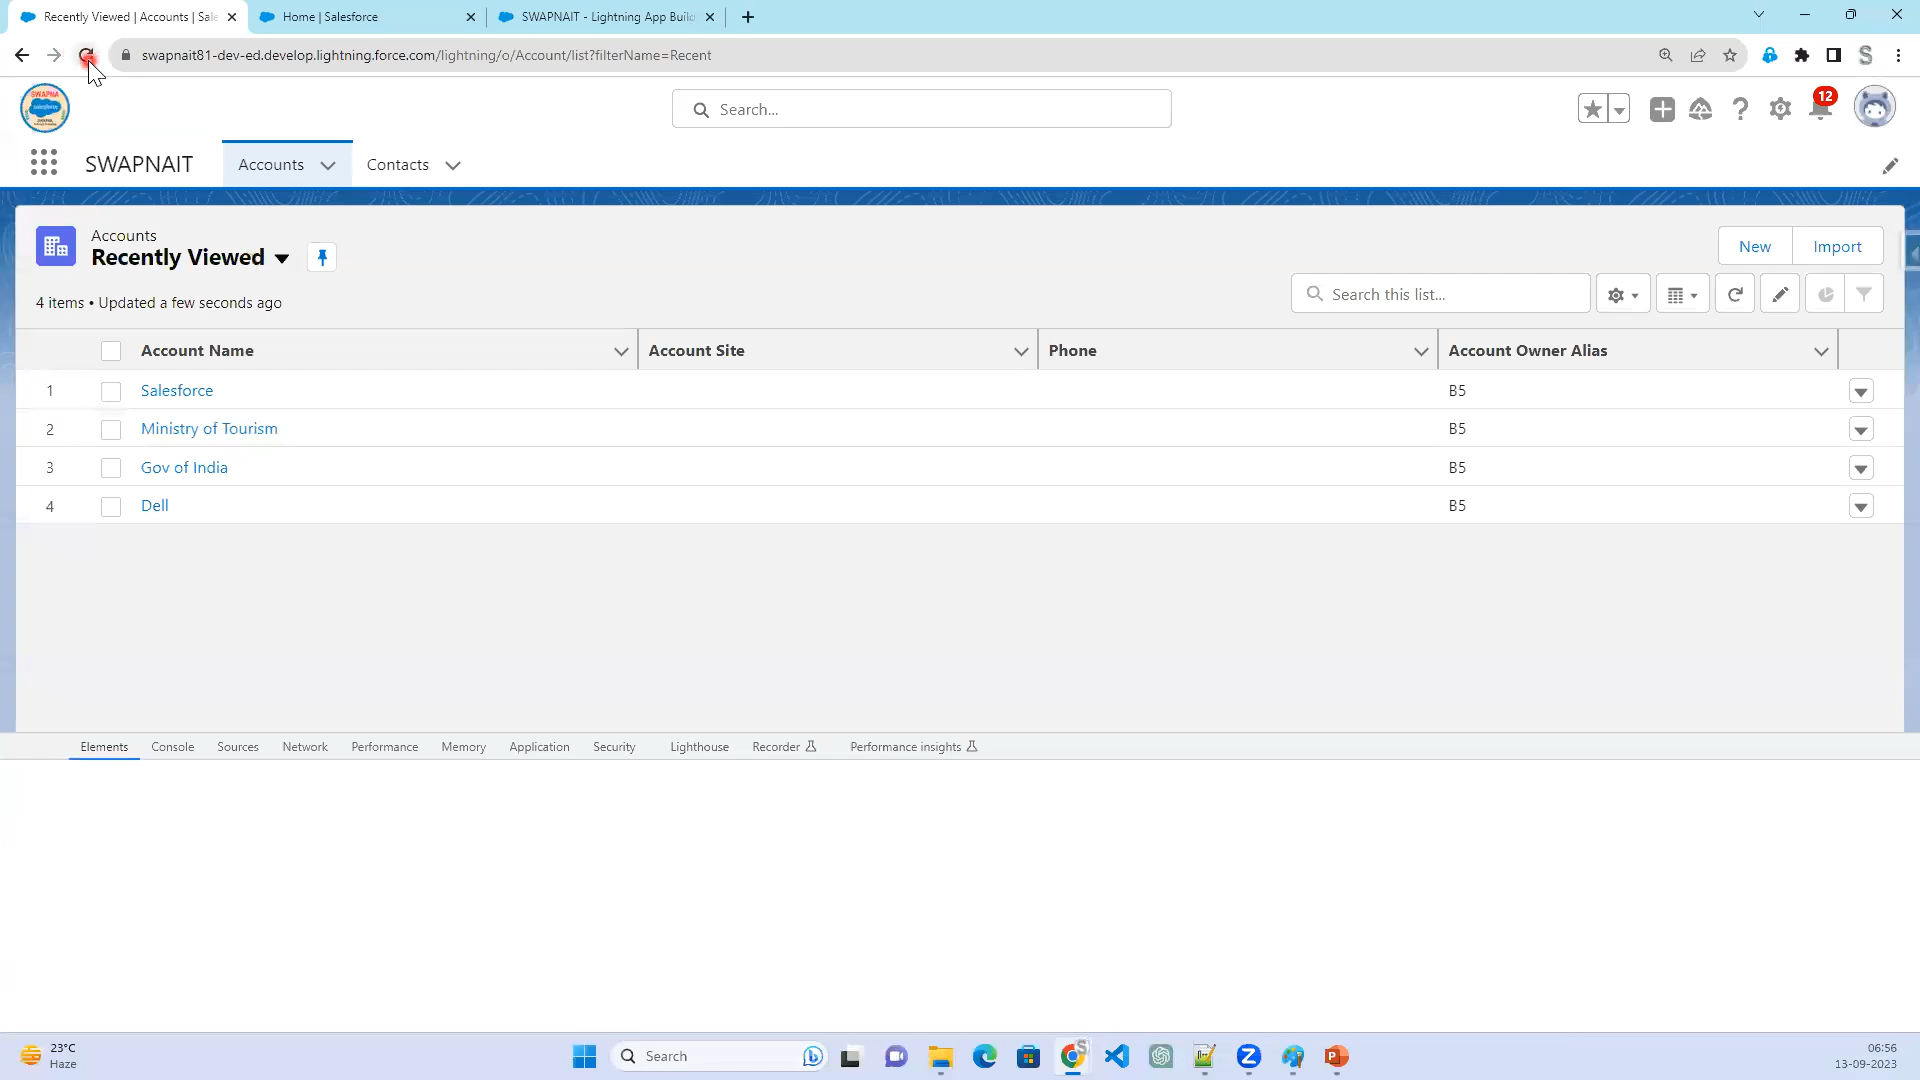 Recently Viewed | Accounts | Sale
Home | Salesforce
SWAPNAIT - Lightning App Build
swapnait81-dev-ed.develop.lightning.force.com/lightning/o/Account/list?filterName=Recent
S
SWAPNA
salesforce
Search...
12
SWAPNAIT
Accounts
Contacts
Accounts
Recently Viewed
New
Import
4 items • Updated a few seconds ago
Search this list...
Account Name
Account Site
Phone
Account Owner Alias
1
Salesforce
B5
2
Ministry of Tourism
B5
3
Gov of India
B5
4
Dell
B5
Elements
Console
Sources
Network
Performance
Memory
Application
Security
Lighthouse
Recorder
Performance insights
23°C
Haze
Search
06:56
13-09-2023